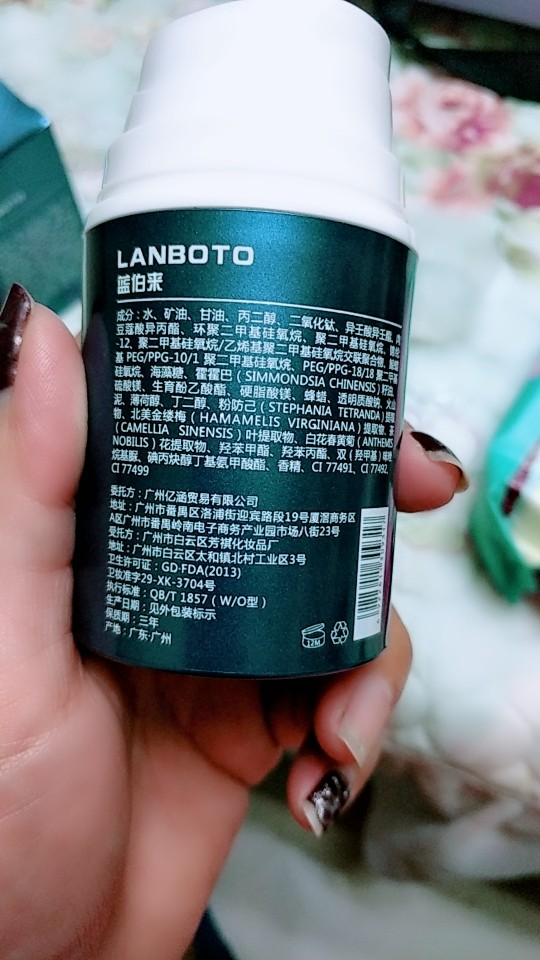 LANBOTO
蓝伯来
成分：水、矿油、甘油、丙二醇、二氧化钛、异壬酸异壬酯、肉
豆蔻酸异丙酯、环聚二甲基硅氧烷、聚二甲基硅氧烷、
-12、聚二甲基硅氧烷/乙烯基聚二甲基硅氧烷交联聚合物、鲸蜡
基 PEG/PPG-10/1 聚二甲基硅氧烷、PEG/PPG-18/18 聚二甲基
硅氧烷、海藻糖、霍霍巴（SIMMONDSIA CHINENSIS）籽油、
硫酸镁、生育酚乙酸酯、硬脂酸镁、蜂蜡、透明质酸钠、火山
泥、薄荷醇、丁二醇、粉防己（STEPHANIA TETRANDA）提取
物、北美金缕梅（HAMAMELIS VIRGINIANA）提取物、茶
（CAMELLIA SINENSIS）叶提取物、白花春黄菊（ANTHEMIS
NOBILIS）花提取物、羟苯甲酯、羟苯丙酯、双（羟甲基）咪唑
烷基脲、碘丙炔醇丁基氨甲酸酯、香精、CI 77491、CI 77492、
CI 77499
委托方：广州亿涵贸易有限公司
地址：广州市番禺区洛浦街迎宾路段19号厦滘商务区
A区广州市番禺岭南电子商务产业园市场八街23号
受托方：广州市白云区芳祺化妆品厂
地址：广州市白云区太和镇北村工业区3号
卫生许可证：GD·FDA(2013)
卫妆准字29-XK-3704号
执行标准：QB/T 1857（W/O型）
生产日期：见外包装标示
保质期：三年
产地：广东·广州
12M